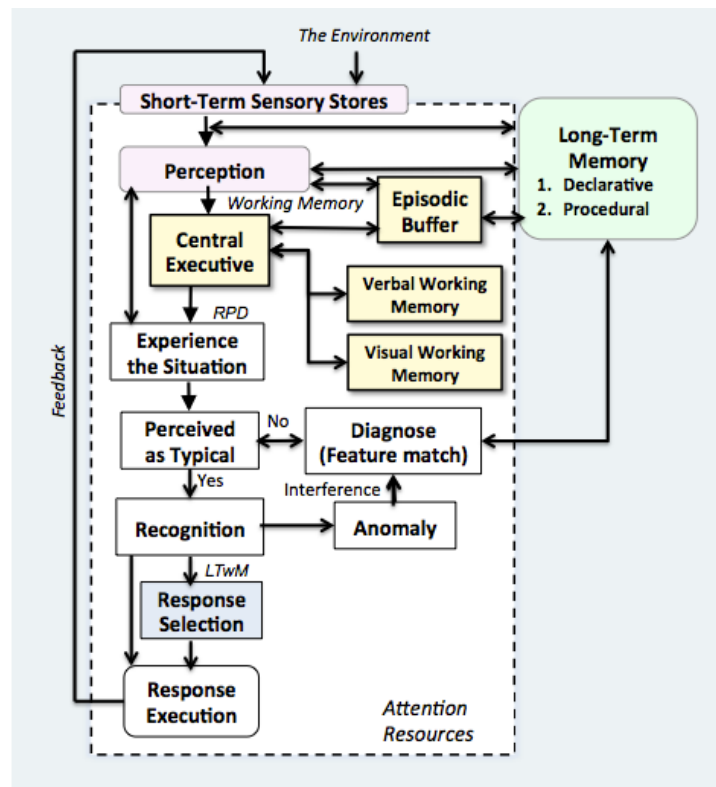 The Environment
Short-Term Sensory Stores
Long-Term
Memory
1. Declarative
2. Procedural
Perception
Working Memory
Episodic
Buffer
Central
Executive
Verbal Working
Memory
RPD
Experience
the Situation
Visual Working
Memory
Feedback
Perceived
as Typical
No
Diagnose
(Feature match)
Yes
Interference
Recognition
Anomaly
LTwM
Response
Selection
Response
Execution
Attention
Resources